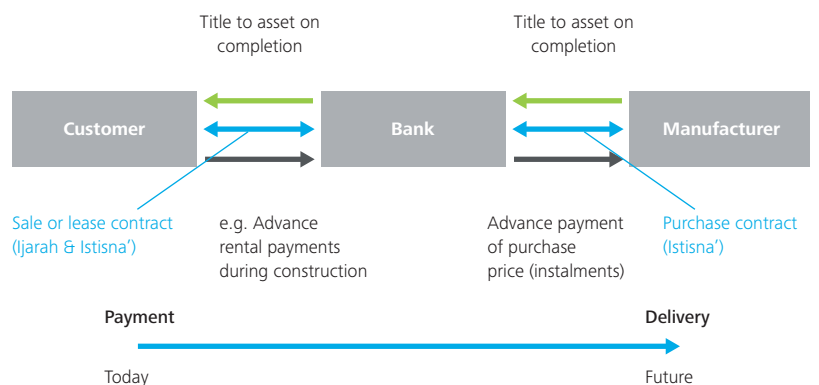 Title to asset on
completion
Title to asset on
completion
Customer
Bank
Manufacturer
Sale or lease contract
(Ijarah & Istisna’)
e.g. Advance
rental payments
during construction
Advance payment
of purchase
price (instalments)
Purchase contract
(Istisna’)
Payment
Delivery
Today
Future